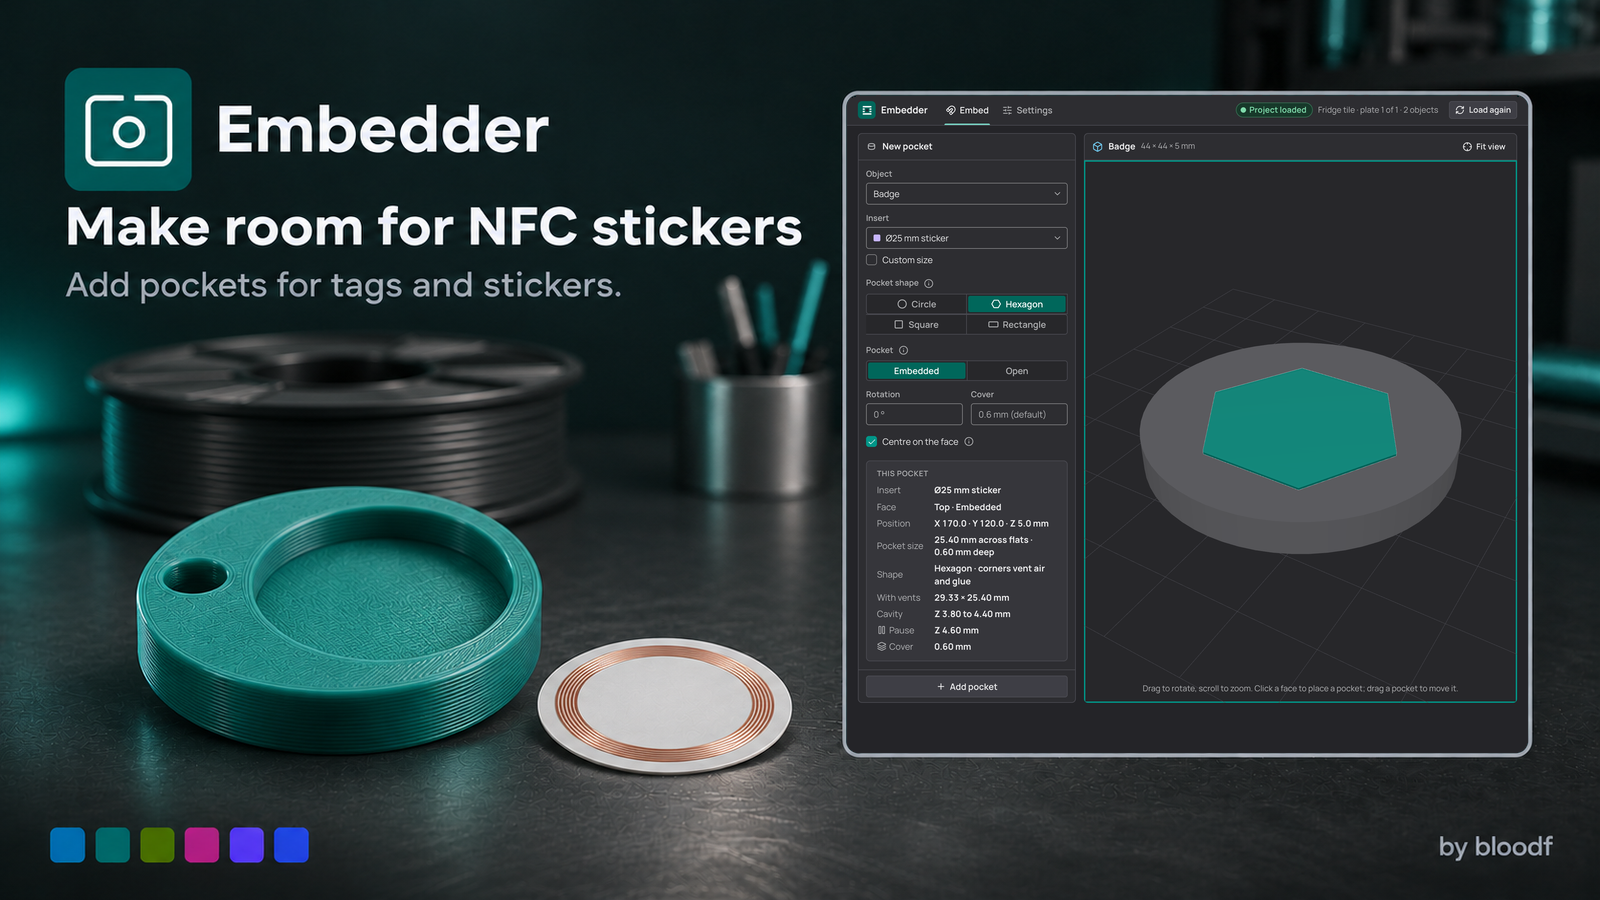 Embedder
Make room for NFC stickers
Add pockets for tags and stickers.
Embedder
Embed
Settings
Project loaded
Fridge tile · plate 1 of 1 · 2 objects
Load again
New pocket
Object
Badge
Insert
Ø25 mm sticker
Custom size
Pocket shape
Circle
Hexagon
Square
Rectangle
Pocket
Embedded
Open
Rotation
Cover
0 °
0.6 mm (default)
Centre on the face
THIS POCKET
Insert Ø25 mm sticker
Face Top · Embedded
Position X 170.0 · Y 120.0 · Z 5.0 mm
Pocket size 25.40 mm across flats ·
0.60 mm deep
Shape Hexagon · corners vent air
and glue
With vents 29.33 × 25.40 mm
Cavity Z 3.80 to 4.40 mm
Pause Z 4.60 mm
Cover 0.60 mm
+ Add pocket
Badge 44 × 44 × 5 mm
Fit view
Drag to rotate, scroll to zoom. Click a face to place a pocket; drag a pocket to move it.
by bloodf